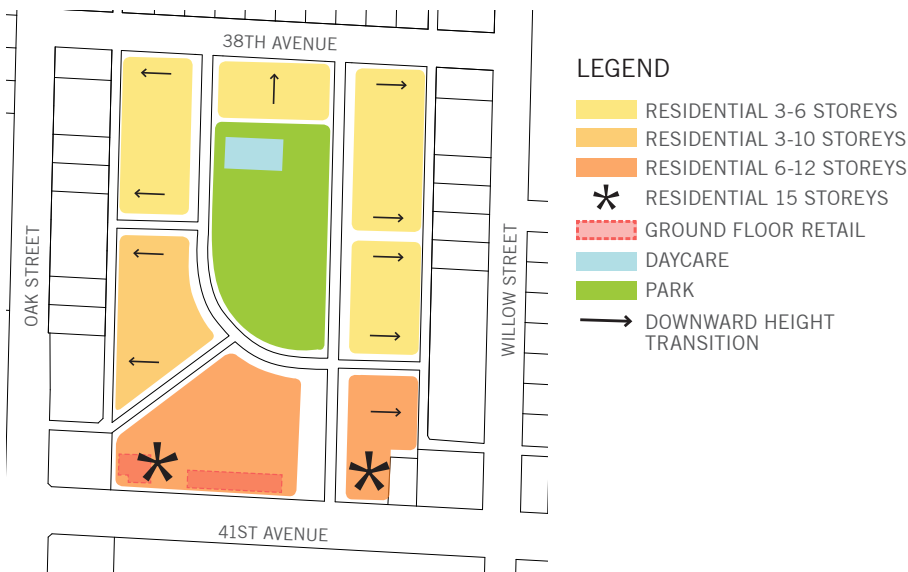 38TH AVENUE
OAK STREET
WILLOW STREET
41ST AVENUE
LEGEND
RESIDENTIAL 3-6 STOREYS
RESIDENTIAL 3-10 STOREYS
RESIDENTIAL 6-12 STOREYS
RESIDENTIAL 15 STOREYS
GROUND FLOOR RETAIL
DAYCARE
PARK
DOWNWARD HEIGHT
TRANSITION